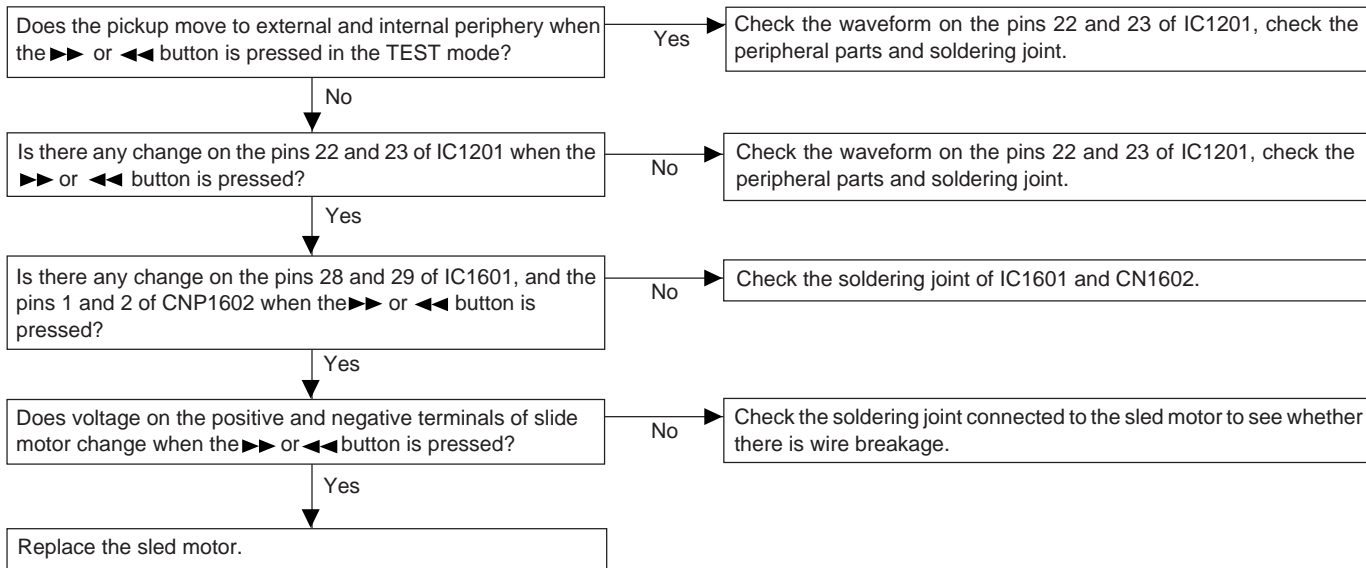 Does the pickup move to external and internal periphery when
the ▶▶ or ◀◀ button is pressed in the TEST mode?
Yes
Check the waveform on the pins 22 and 23 of IC1201, check the
peripheral parts and soldering joint.
No
Is there any change on the pins 22 and 23 of IC1201 when the
▶▶ or ◀◀ button is pressed?
No
Check the waveform on the pins 22 and 23 of IC1201, check the
peripheral parts and soldering joint.
Yes
Is there any change on the pins 28 and 29 of IC1601, and the
pins 1 and 2 of CNP1602 when the ▶▶ or ◀◀ button is
pressed?
No
Check the soldering joint of IC1601 and CN1602.
Yes
Does voltage on the positive and negative terminals of slide
motor change when the ▶▶ or ◀◀ button is pressed?
No
Check the soldering joint connected to the sled motor to see whether
there is wire breakage.
Yes
Replace the sled motor.